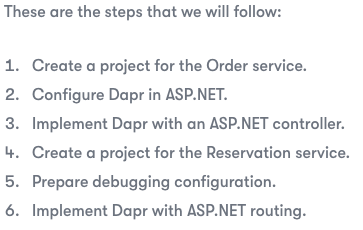 These are the steps that we will follow:
1. Create a project for the Order service.
2. Configure Dapr in ASP.NET.
3. Implement Dapr with an ASP.NET controller.
4. Create a project for the Reservation service.
5. Prepare debugging configuration.
6. Implement Dapr with ASP.NET routing.